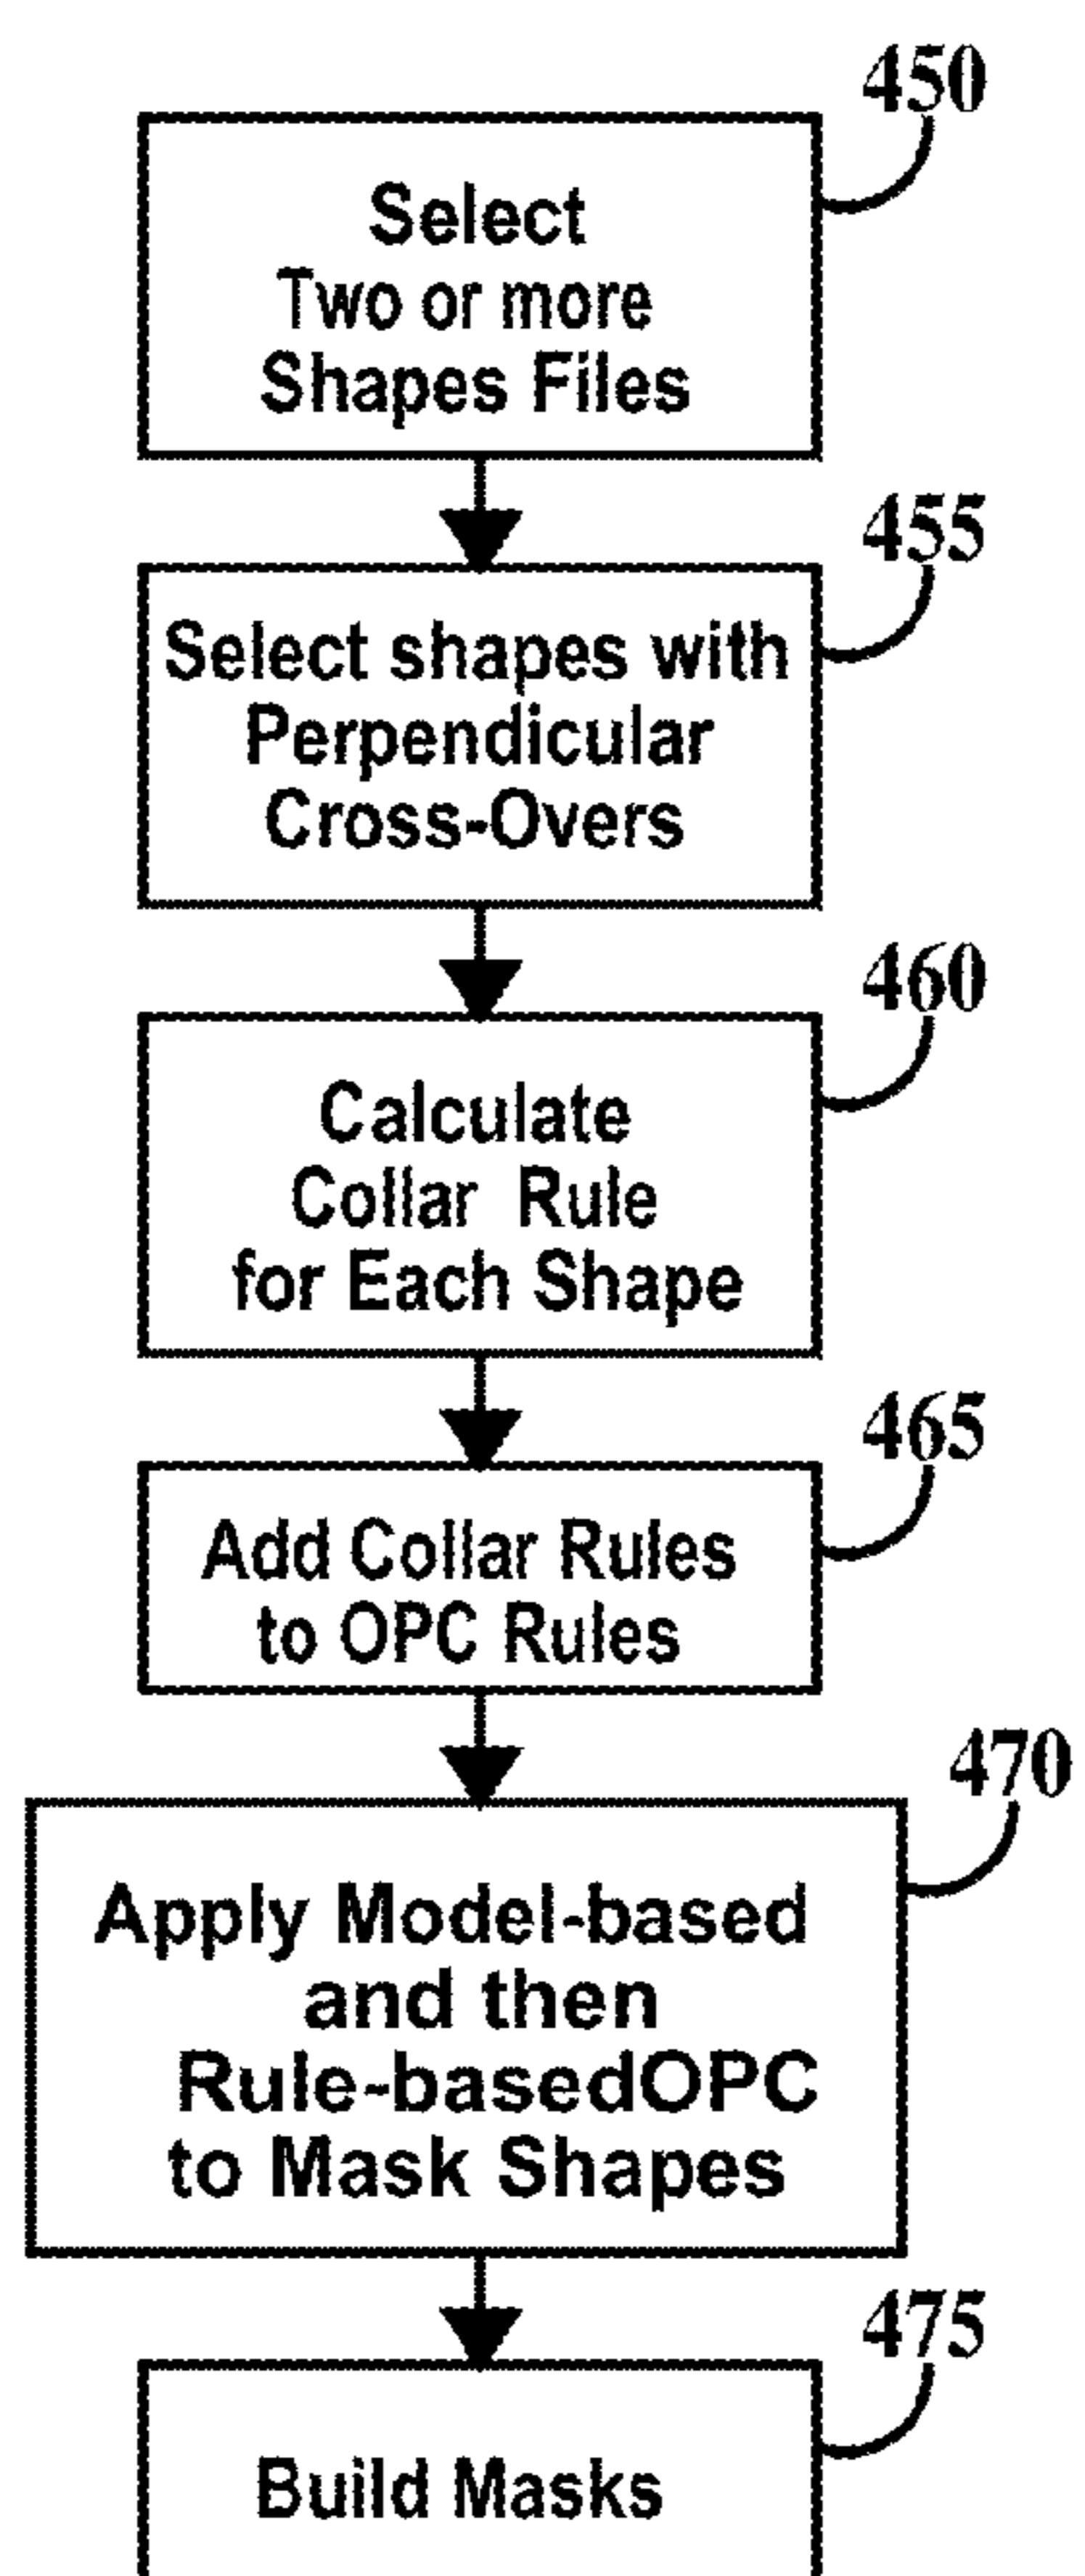 450
Select
Two or more
Shapes Files
455
Select shapes with
Perpendicular
Cross-Overs
460
Calculate
Collar Rule
for Each Shape
465
Add Collar Rules
to OPC Rules
470
Apply Model-based
and then
Rule-basedOPC
to Mask Shapes
475
Build Masks